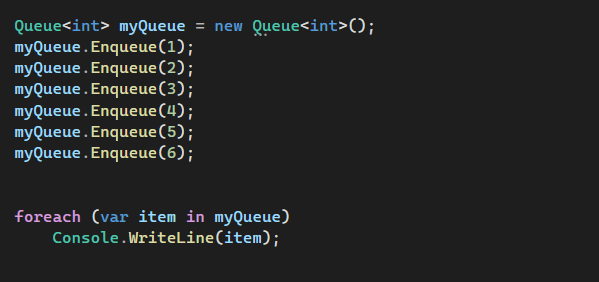 Queue<int> myQueue = new Queue<int>();
myQueue.Enqueue(1);
myQueue.Enqueue(2);
myQueue.Enqueue(3);
myQueue.Enqueue(4);
myQueue.Enqueue(5);
myQueue.Enqueue(6);
foreach (var item in myQueue)
    Console.WriteLine(item);